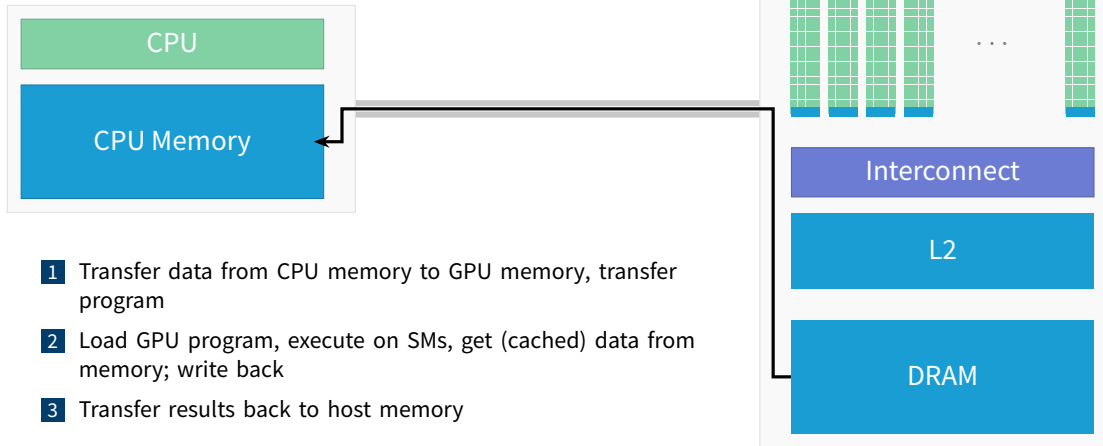 CPU
CPU Memory
. . .
Interconnect
L2
DRAM
1 Transfer data from CPU memory to GPU memory, transfer
program
2 Load GPU program, execute on SMs, get (cached) data from
memory; write back
3 Transfer results back to host memory